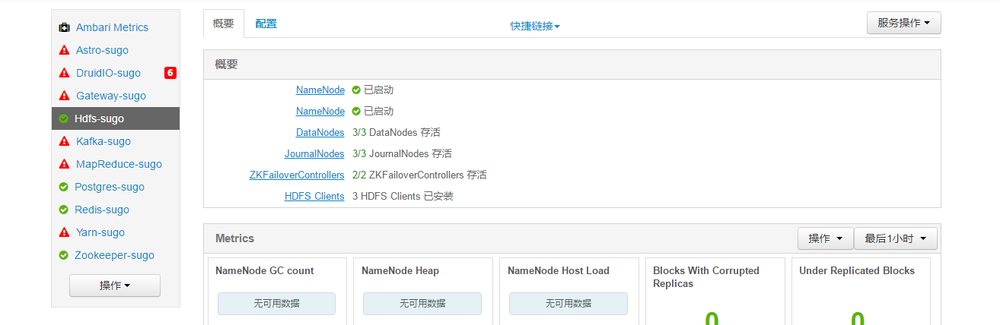 Ambari Metrics
Astro-sugo
DruidIO-sugo 6
Gateway-sugo
Hdfs-sugo
Kafka-sugo
MapReduce-sugo
Postgres-sugo
Redis-sugo
Yarn-sugo
Zookeeper-sugo
操作
概要 配置 快捷链接 服务操作
概要
NameNode 已启动
NameNode 已启动
DataNodes 3/3 DataNodes 存活
JournalNodes 3/3 JournalNodes 存活
ZKFailoverControllers 2/2 ZKFailoverControllers 存活
HDFS Clients 3 HDFS Clients 已安装
Metrics 操作 最后1小时
NameNode GC count
无可用数据
NameNode Heap
无可用数据
NameNode Host Load
无可用数据
Blocks With Corrupted
Replicas
0
Under Replicated Blocks
0